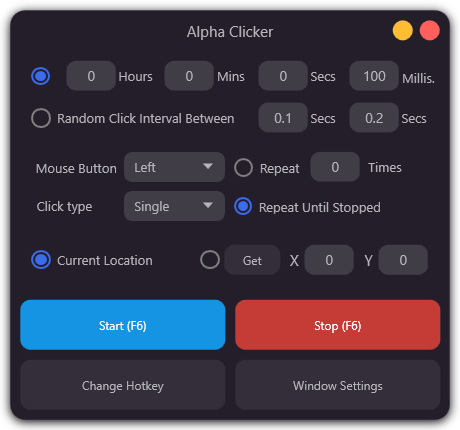 Alpha Clicker
0 Hours 0 Mins 0 Secs 100 Millis.
Random Click Interval Between 0.1 Secs 0.2 Secs
Mouse Button Left Repeat 0 Times
Click type Single Repeat Until Stopped
Current Location Get X 0 Y 0
Start (F6) Stop (F6)
Change Hotkey Window Settings